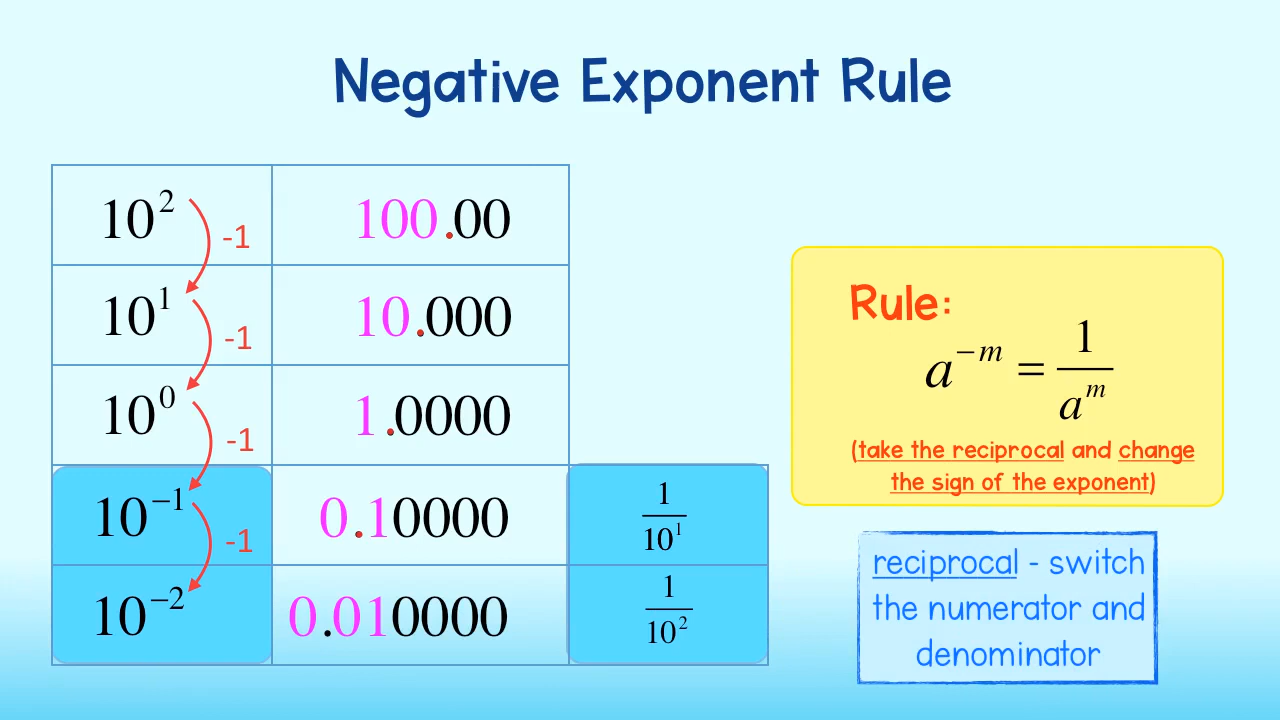 Negative Exponent Rule
10² 100.00
-1
10¹ 10.000
-1
10⁰ 1.0000
-1
10⁻¹ 0.10000 1/10¹
-1
10⁻² 0.010000 1/10²
Rule:
a⁻ᵐ = 1/aᵐ
(take the reciprocal and change
the sign of the exponent)
reciprocal - switch
the numerator and
denominator